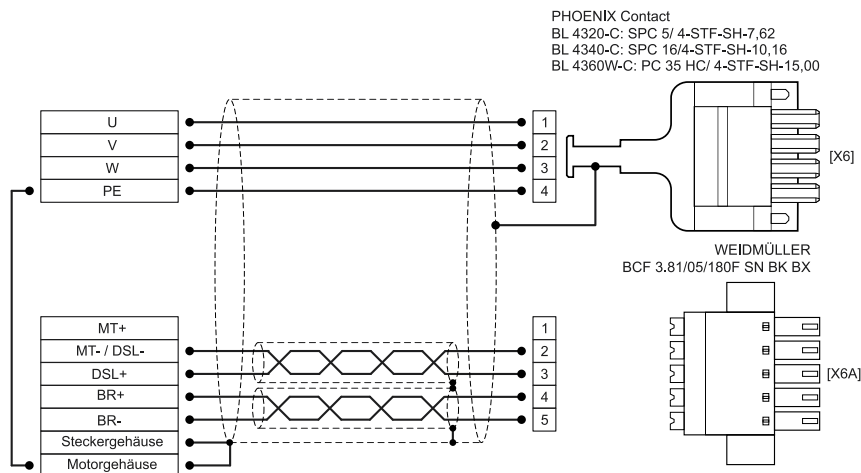 PHOENIX Contact
BL 4320-C: SPC 5/ 4-STF-SH-7,62
BL 4340-C: SPC 16/4-STF-SH-10,16
BL 4360W-C: PC 35 HC/ 4-STF-SH-15,00
U
1
V
2
W
3
PE
4
[X6]
WEIDMÜLLER
BCF 3.81/05/180F SN BK BX
MT+
1
MT- / DSL-
2
DSL+
3
BR+
4
BR-
5
[X6A]
Steckergehäuse
Motorgehäuse